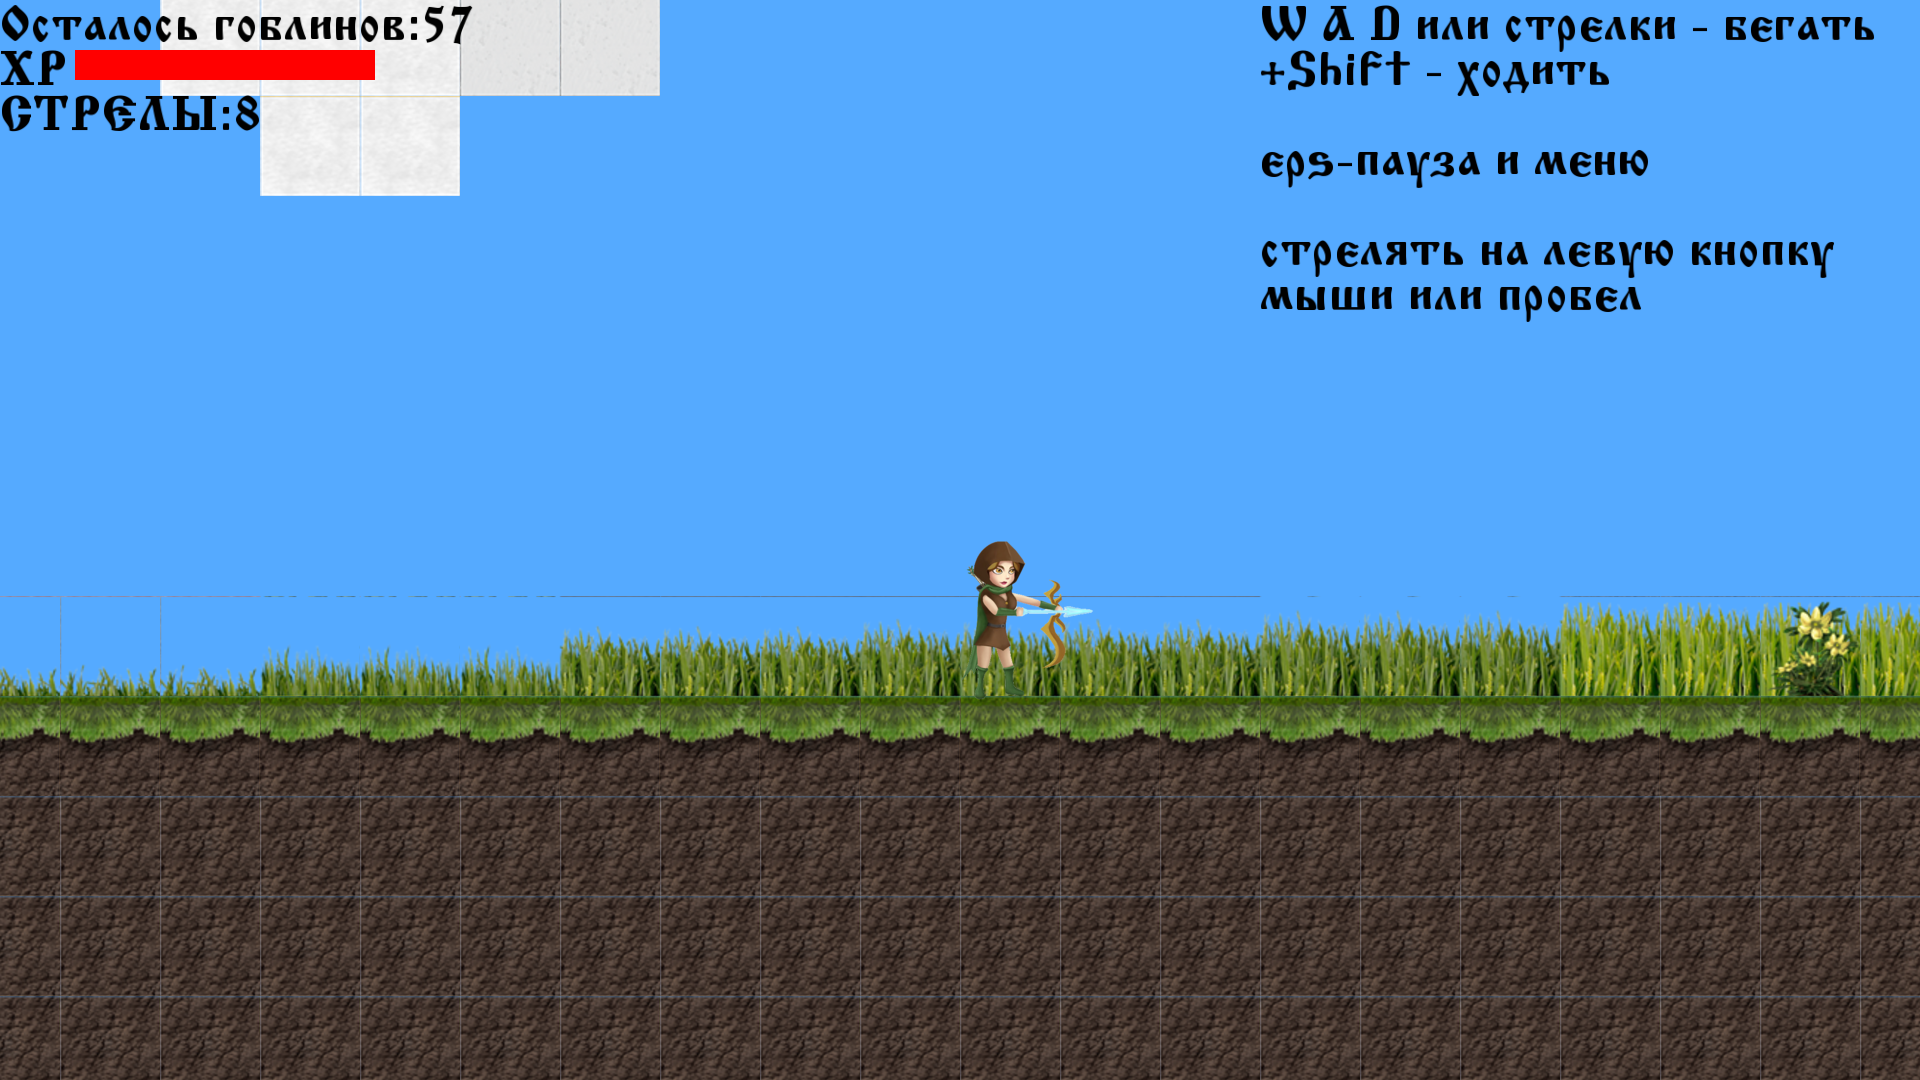 Осталось гоблинов:57
ХР
СТРЕЛЫ:8
W A D или стрелки - бегать
+Shift - ходить
eps-пауза и меню
стрелять на левую кнопку
мыши или пробел